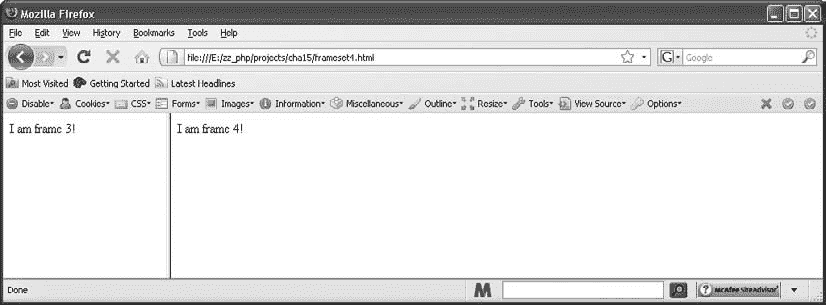 Mozilla Firefox
File Edit View History Bookmarks Tools Help
file:///E:/zz_php/projects/cha15/frameset4.html G Google
Most Visited Getting Started Latest Headlines
Disable Cookies CSS Forms Images Information Miscellaneous Outline Resize Tools View Source Options
I am frame 3! I am frame 4!
Done M McAfee SiteAdvisor